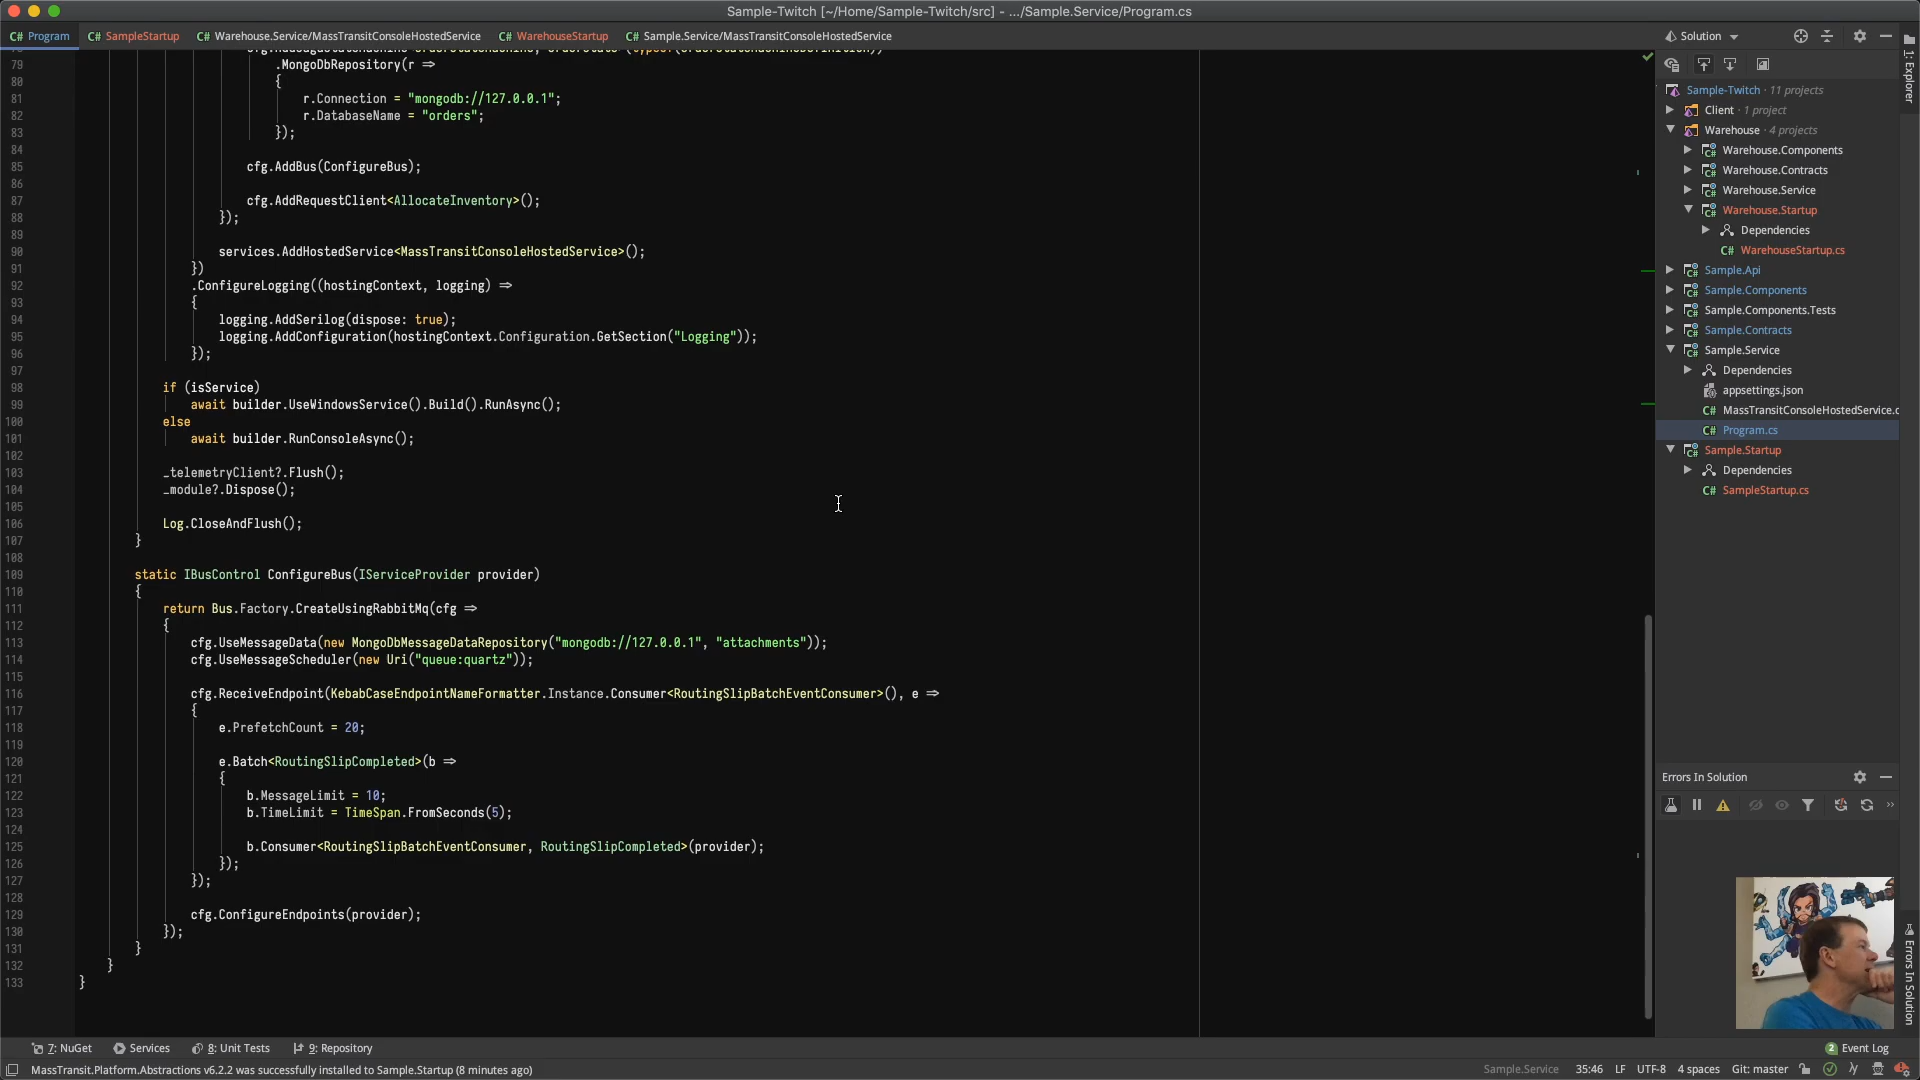 Sample-Twitch [~/Home/Sample-Twitch/src] - .../Sample.Service/Program.cs
C# Program C# SampleStartup C# Warehouse.Service/MassTransitConsoleHostedService C# WarehouseStartup C# Sample.Service/MassTransitConsoleHostedService
79 .MongoDbRepository(r ⇒
80 {
81 r.Connection = "mongodb://127.0.0.1";
82 r.DatabaseName = "orders";
83 });
84
85 cfg.AddBus(ConfigureBus);
86
87 cfg.AddRequestClient<AllocateInventory>();
88 });
89
90 services.AddHostedService<MassTransitConsoleHostedService>();
91 })
92 .ConfigureLogging((hostingContext, logging) ⇒
93 {
94 logging.AddSerilog(dispose: true);
95 logging.AddConfiguration(hostingContext.Configuration.GetSection("Logging"));
96 });
97
98 if (isService)
99 await builder.UseWindowsService().Build().RunAsync();
100 else
101 await builder.RunConsoleAsync();
102
103 _telemetryClient?.Flush();
104 _module?.Dispose();
105
106 Log.CloseAndFlush();
107 }
108
109 static IBusControl ConfigureBus(IServiceProvider provider)
110 {
111 return Bus.Factory.CreateUsingRabbitMq(cfg ⇒
112 {
113 cfg.UseMessageData(new MongoDbMessageDataRepository("mongodb://127.0.0.1", "attachments"));
114 cfg.UseMessageScheduler(new Uri("queue:quartz"));
115
116 cfg.ReceiveEndpoint(KebabCaseEndpointNameFormatter.Instance.Consumer<RoutingSlipBatchEventConsumer>(), e ⇒
117 {
118 e.PrefetchCount = 20;
119
120 e.Batch<RoutingSlipCompleted>(b ⇒
121 {
122 b.MessageLimit = 10;
123 b.TimeLimit = TimeSpan.FromSeconds(5);
124
125 b.Consumer<RoutingSlipBatchEventConsumer, RoutingSlipCompleted>(provider);
126 });
127 });
128
129 cfg.ConfigureEndpoints(provider);
130 });
131 }
132 }
133 }
Solution
Sample-Twitch · 11 projects
Client · 1 project
Warehouse · 4 projects
Warehouse.Components
Warehouse.Contracts
Warehouse.Service
Warehouse.Startup
Dependencies
C# WarehouseStartup.cs
Sample.Api
Sample.Components
Sample.Components.Tests
Sample.Contracts
Sample.Service
Dependencies
appsettings.json
C# MassTransitConsoleHostedService.c
C# Program.cs
Sample.Startup
Dependencies
C# SampleStartup.cs
1: Explorer
Errors In Solution
Errors In Solution
7: NuGet Services 8: Unit Tests 9: Repository
2 Event Log
MassTransit.Platform.Abstractions v6.2.2 was successfully installed to Sample.Startup (8 minutes ago)
Sample.Service 35:46 LF UTF-8 4 spaces Git: master